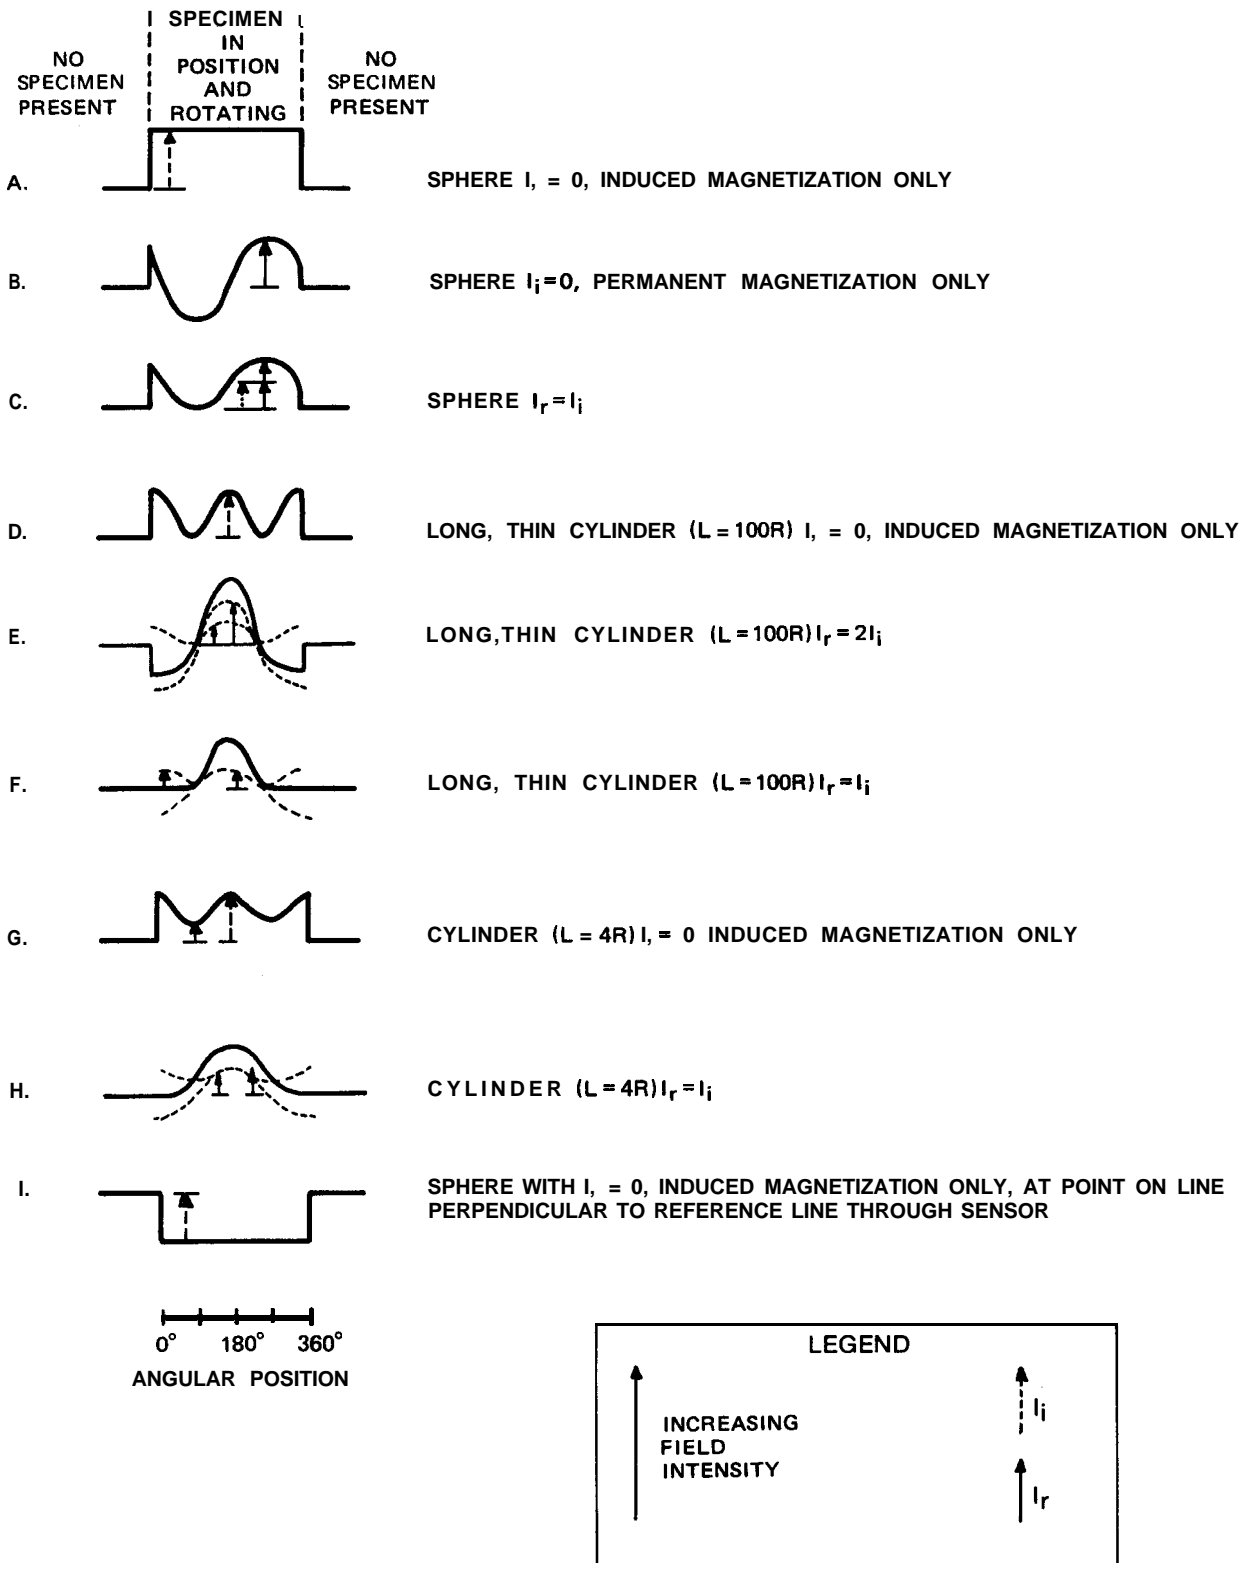 NO
SPECIMEN
PRESENT
SPECIMEN
IN
POSITION
AND
ROTATING
NO
SPECIMEN
PRESENT
A.
SPHERE I, = 0, INDUCED MAGNETIZATION ONLY
B.
SPHERE Ii=0, PERMANENT MAGNETIZATION ONLY
C.
SPHERE Ir=Ii
D.
LONG, THIN CYLINDER (L=100R) I, = 0, INDUCED MAGNETIZATION ONLY
E.
LONG,THIN CYLINDER (L=100R)Ir=2Ii
F.
LONG, THIN CYLINDER (L=100R)Ir=Ii
G.
CYLINDER (L = 4R) I,= 0 INDUCED MAGNETIZATION ONLY
H.
CYLINDER (L=4R)Ir=Ii
I.
SPHERE WITH I, = 0, INDUCED MAGNETIZATION ONLY, AT POINT ON LINE
PERPENDICULAR TO REFERENCE LINE THROUGH SENSOR
0° 180° 360°
ANGULAR POSITION
LEGEND
INCREASING
FIELD
INTENSITY
Ii
Ir